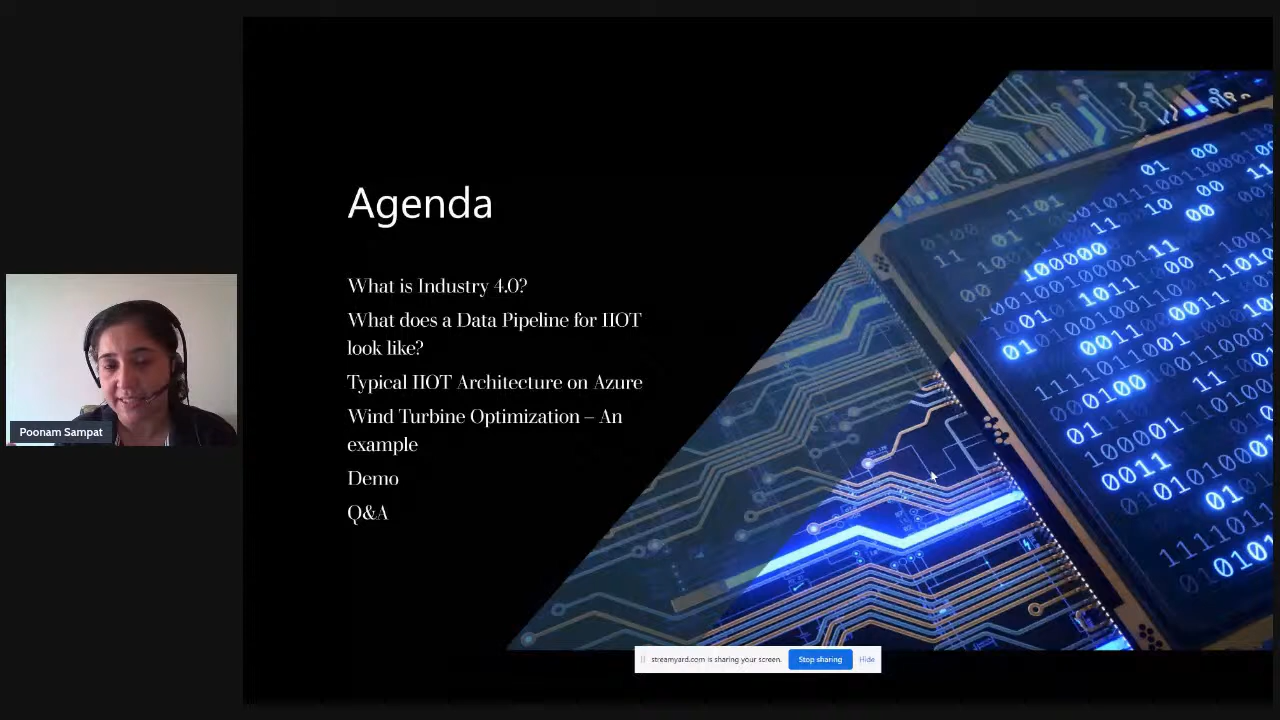 Agenda
What is Industry 4.0?
What does a Data Pipeline for IIOT
look like?
Typical IIOT Architecture on Azure
Wind Turbine Optimization – An
example
Demo
Q&A
Poonam Sampat
streamyard.com is sharing your screen.
Stop sharing
Hide